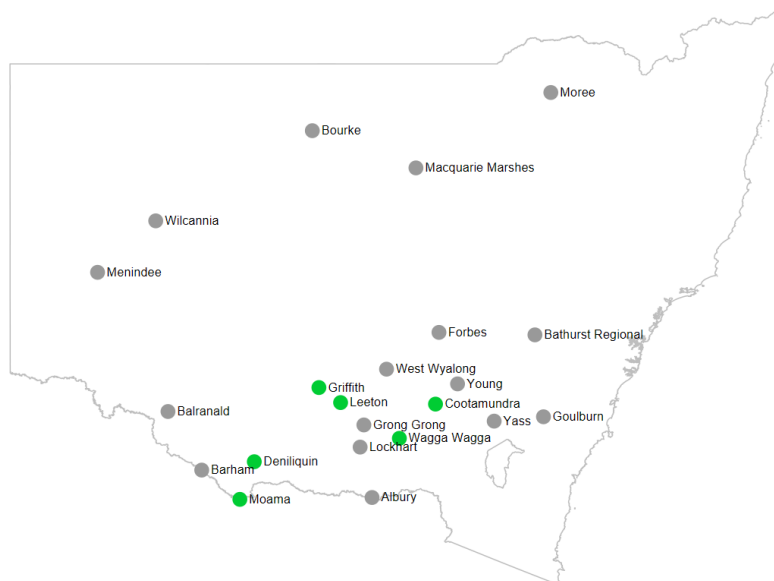 Moree
Bourke
Macquarie Marshes
Wilcannia
Menindee
Forbes
Bathurst Regional
West Wyalong
Young
Griffith
Leeton
Cootamundra
Balranald
Goulburn
Yass
Grong Grong
Wagga Wagga
Lockhart
Deniliquin
Barham
Moama
Albury